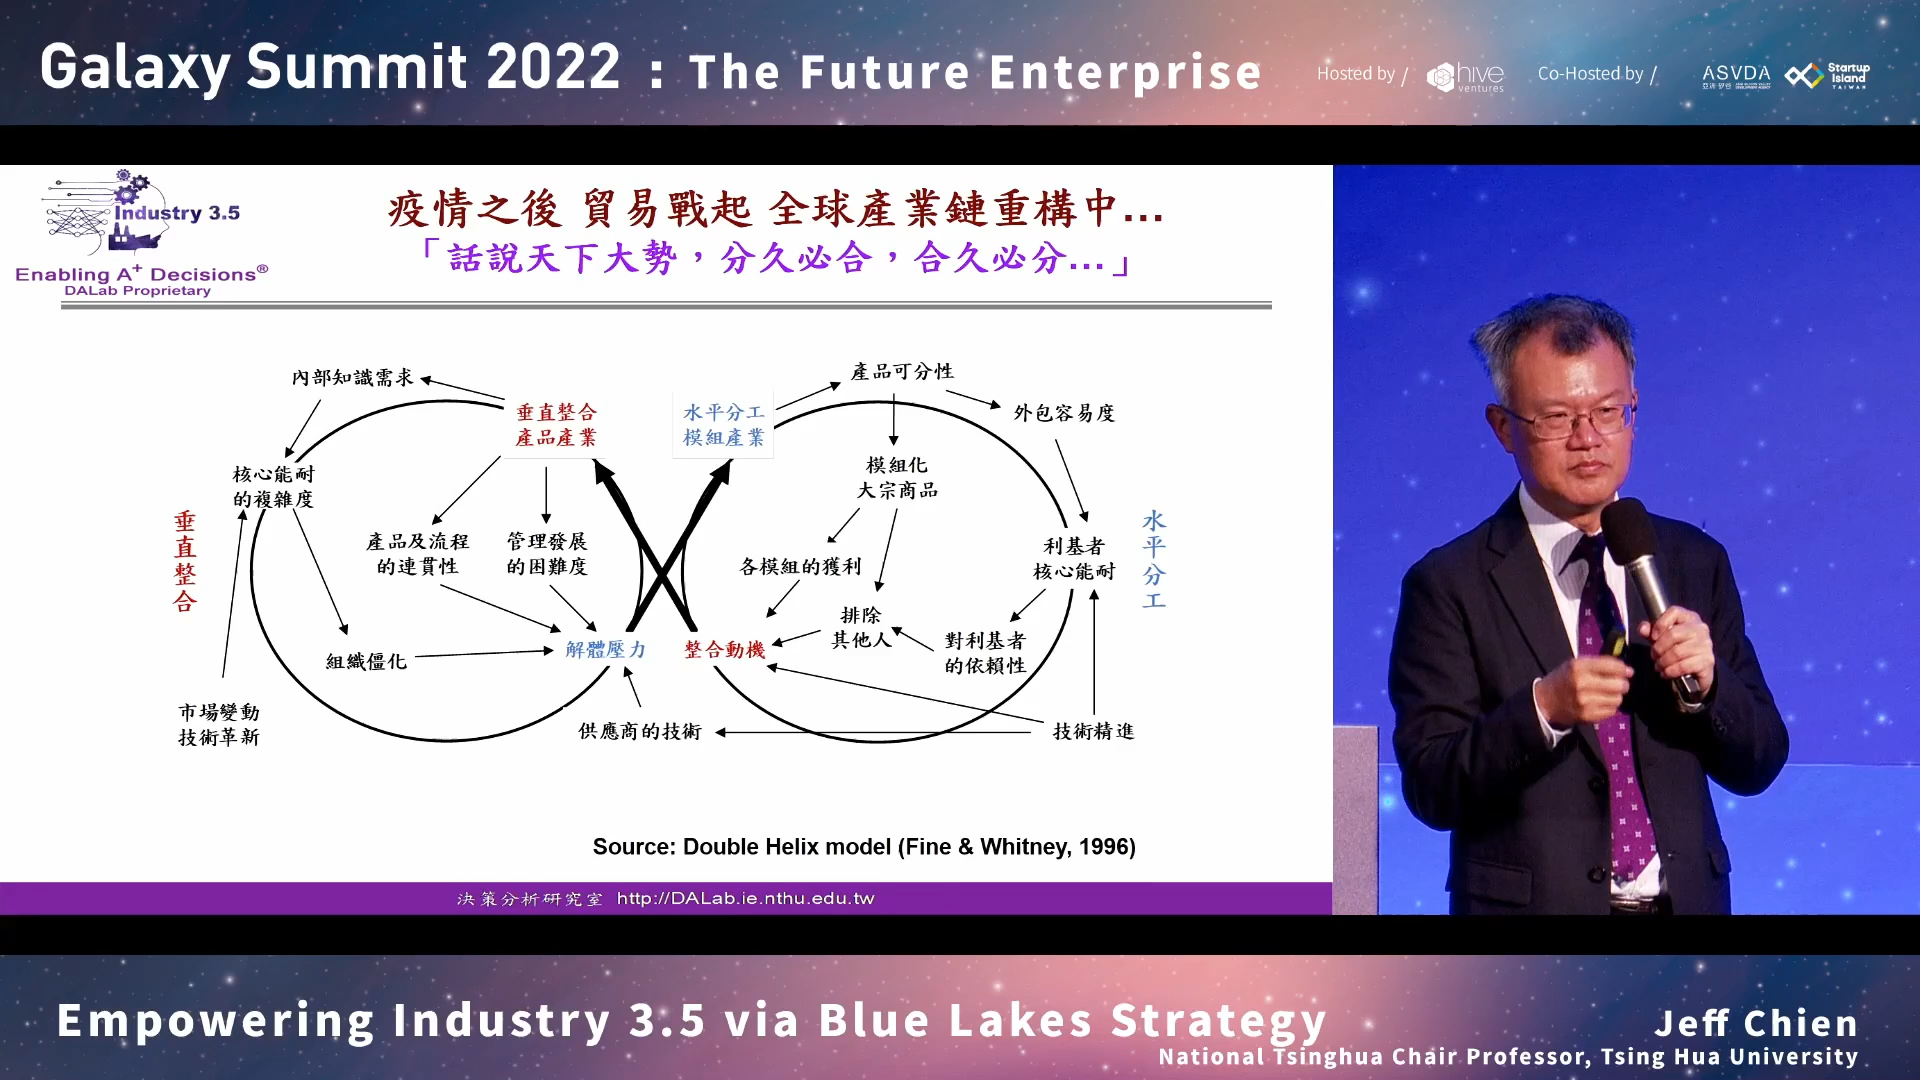 Galaxy Summit 2022 : The Future Enterprise
Hosted by /
hive
ventures
Co-Hosted by /
ASVDA
Startup
Island
TAIWAN
Industry 3.5
Enabling A+ Decisions®
DALab Proprietary
疫情之後 貿易戰起 全球產業鏈重構中...
「話說天下大勢，分久必合，合久必分...」
內部知識需求
垂直整合
產品產業
水平分工
模組產業
產品可分性
外包容易度
核心能耐
的複雜度
模組化
大宗商品
垂直整合
產品及流程
的連貫性
管理發展
的困難度
各模組的獲利
利基者
核心能耐
水平分工
排除
其他人
組織僵化
解體壓力
整合動機
對利基者
的依賴性
市場變動
技術革新
供應商的技術
技術精進
Source: Double Helix model (Fine & Whitney, 1996)
決策分析研究室 http://DALab.ie.nthu.edu.tw
Empowering Industry 3.5 via Blue Lakes Strategy
Jeff Chien
National Tsinghua Chair Professor, Tsing Hua University